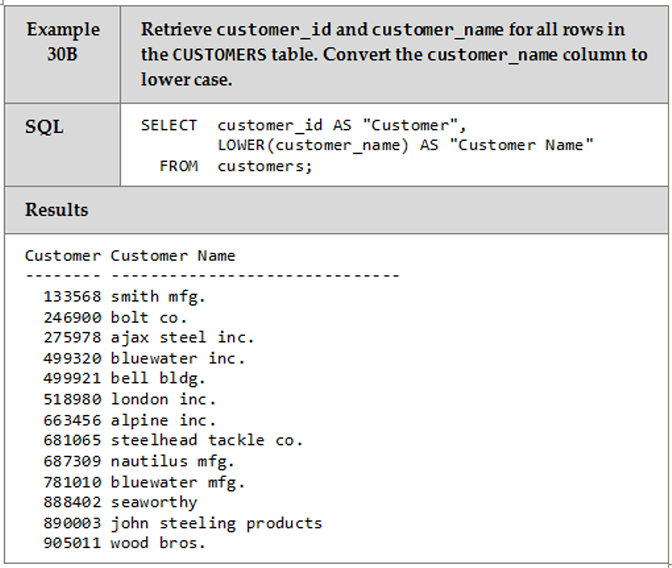 Example
30B
Retrieve customer_id and customer_name for all rows in
the CUSTOMERS table. Convert the customer_name column to
lower case.
SQL
SELECT customer_id AS "Customer",
LOWER(customer_name) AS "Customer Name"
FROM customers;
Results
Customer Customer Name
-------- ------------------------------
133568 smith mfg.
246900 bolt co.
275978 ajax steel inc.
499320 bluewater inc.
499921 bell bldg.
518980 london inc.
663456 alpine inc.
681065 steelhead tackle co.
687309 nautilus mfg.
781010 bluewater mfg.
888402 seaworthy
890003 john steeling products
905011 wood bros.